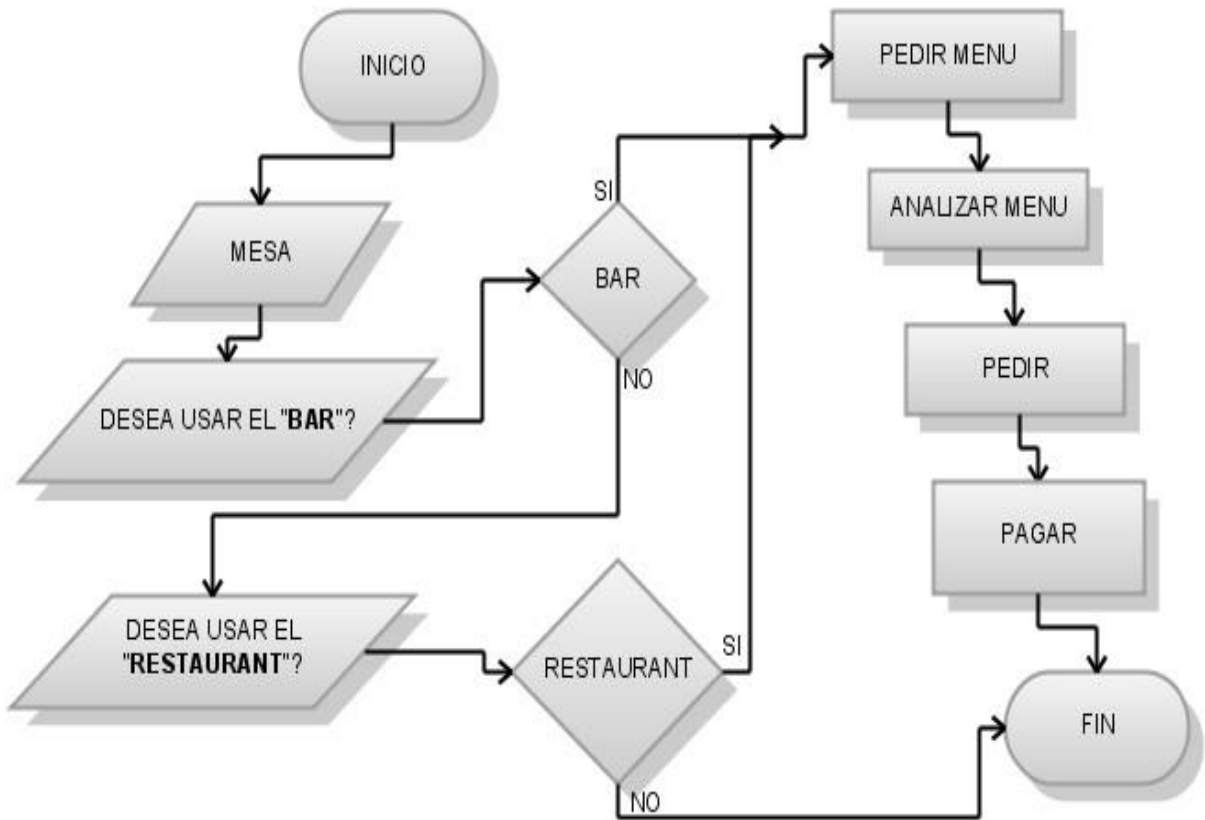 INICIO
MESA
DESEA USAR EL "BAR"?
BAR
SI
NO
DESEA USAR EL
"RESTAURANT"?
RESTAURANT
SI
NO
PEDIR MENU
ANALIZAR MENU
PEDIR
PAGAR
FIN